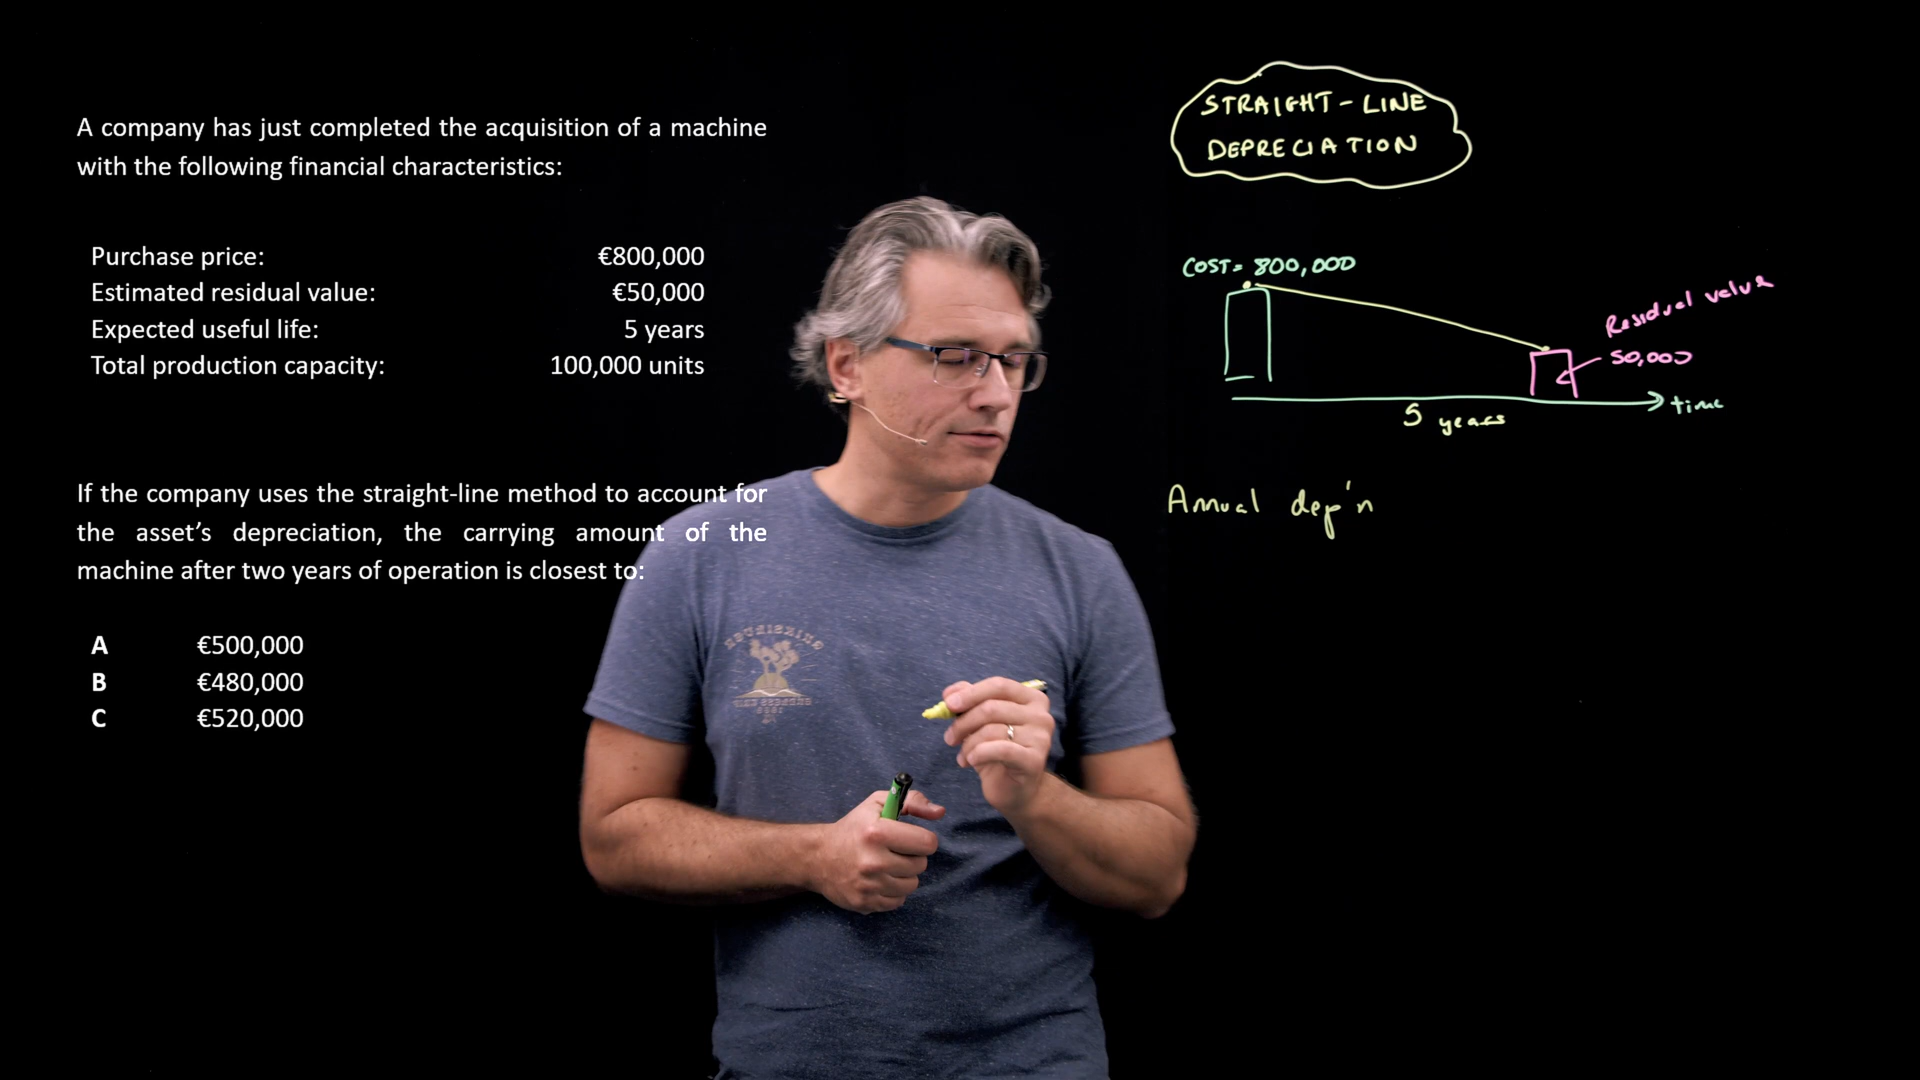 A company has just completed the acquisition of a machine
with the following financial characteristics:
Purchase price: €800,000
Estimated residual value: €50,000
Expected useful life: 5 years
Total production capacity: 100,000 units
If the company uses the straight-line method to account for
the asset’s depreciation, the carrying amount of the
machine after two years of operation is closest to:
A €500,000
B €480,000
C €520,000
STRAIGHT-LINE
DEPRECIATION
COST = 800,000
Residual value
50,000
time
5 years
Annual dep'n